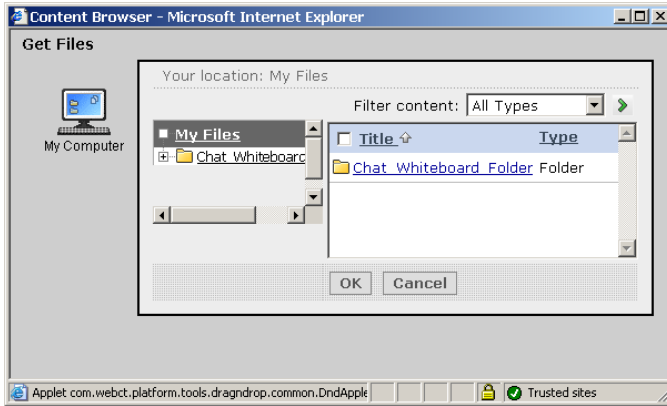 Content Browser - Microsoft Internet Explorer
Get Files
Your location: My Files
Filter content: All Types
My Computer
My Files
Title Type
Chat_Whiteboard_Folder Folder
OK Cancel
Applet com.webct.platform.tools.dragndrop.common.DndApple Trusted sites